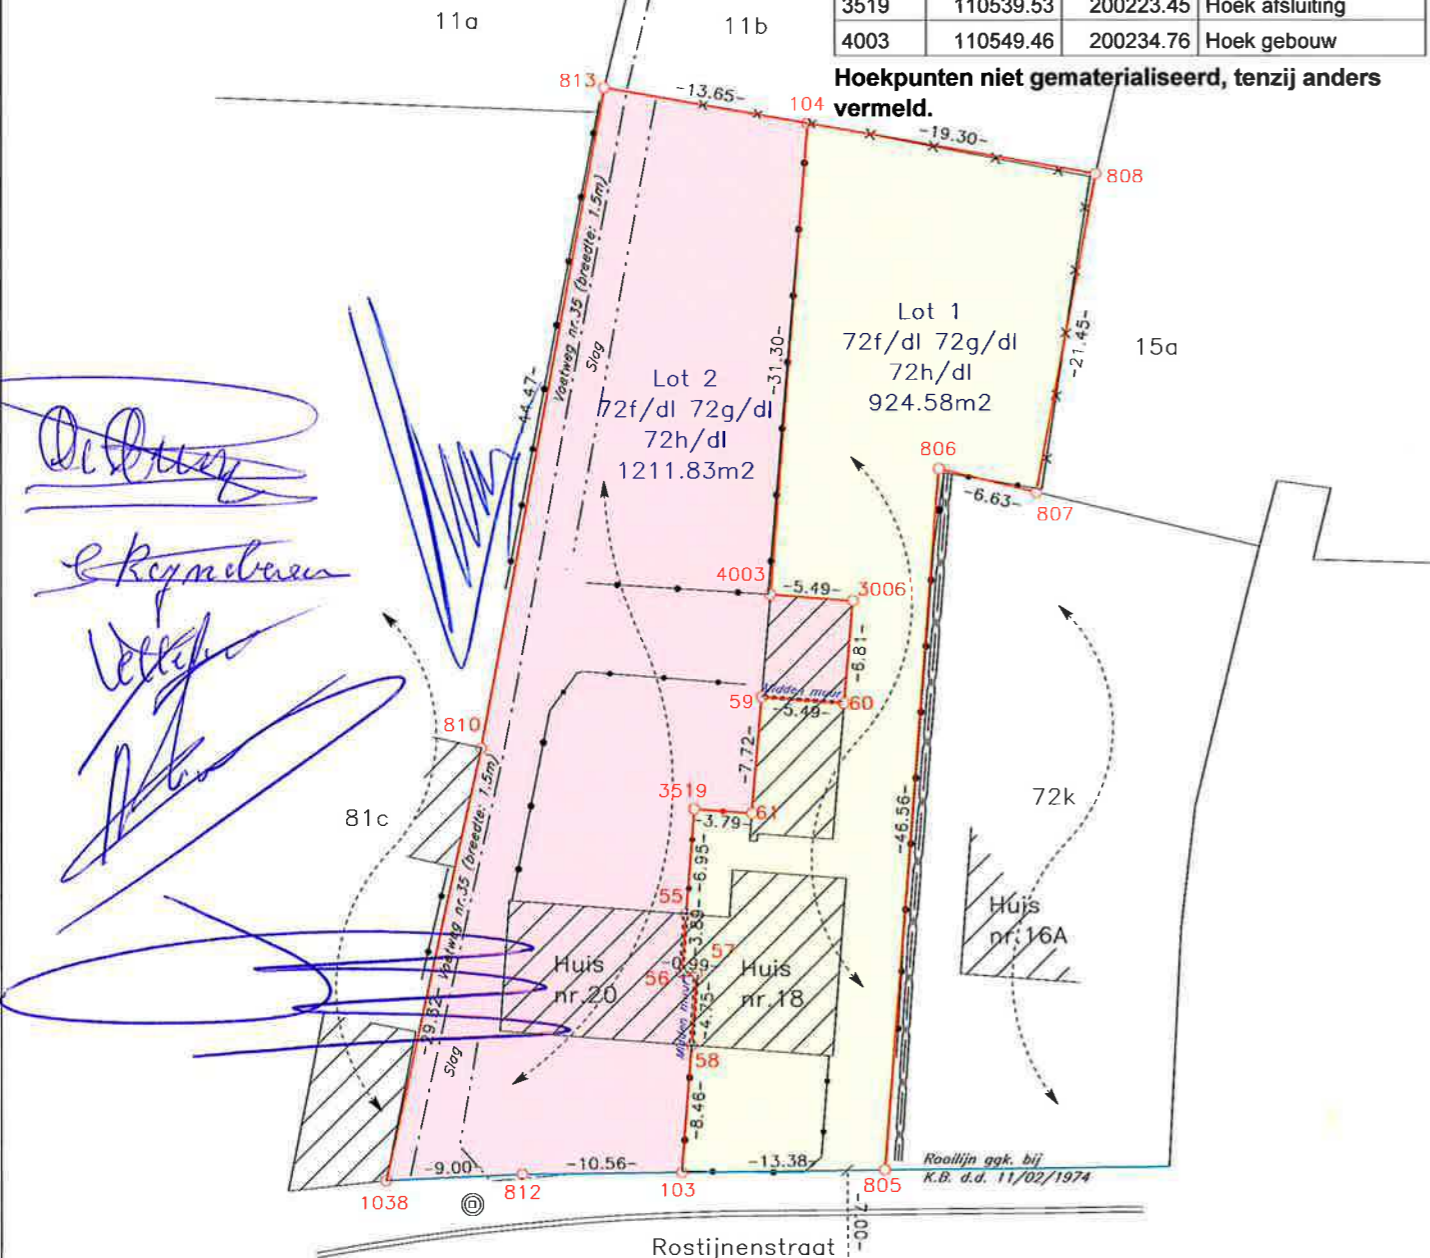 3519 110539.53 200223.45 Hoek afsluiting
4003 110549.46 200234.76 Hoek gebouw
Hoekpunten niet gematerialiseerd, tenzij anders
vermeld.
11a
11b
813
-13.65-
104
-19.30-
808
Voetweg nr.35 (breedte: 1.5m)
Slag
-44.47-
-31.30-
-21.45-
15a
Lot 1
72f/dl 72g/dl
72h/dl
924.58m2
Lot 2
72f/dl 72g/dl
72h/dl
1211.83m2
806
-6.63-
807
4003
-5.49-
3006
-6.81-
Midden muur
59
-5.49-
60
-7.72-
810
3519
-3.79-
61
81c
72k
-46.56-
-6.95-
55
-3.89-
57
-0.99-
56
Midden muur
-4.75-
58
Huis
nr.20
Huis
nr.18
Huis
nr.16A
Voetweg nr.35 (breedte: 1.5m)
-29.32-
Slag
-8.46-
-9.00-
-10.56-
-13.38-
1038
812
103
805
Rooilijn ggk. bij
K.B. d.d. 11/02/1974
-7.00-
Rostijnenstraat